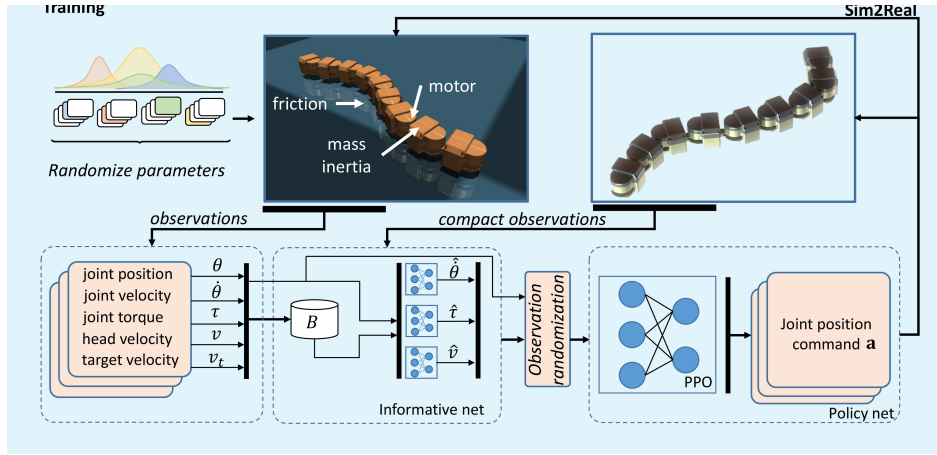 Training
Sim2Real
motor
friction
mass
inertia
Randomize parameters
observations
compact observations
joint position
joint velocity
joint torque
head velocity
target velocity
θ
θ̇
τ
v
v_t
B
θ̇̂
t̂
v̂
Informative net
Observation
randomization
PPO
Joint position
command a
Policy net